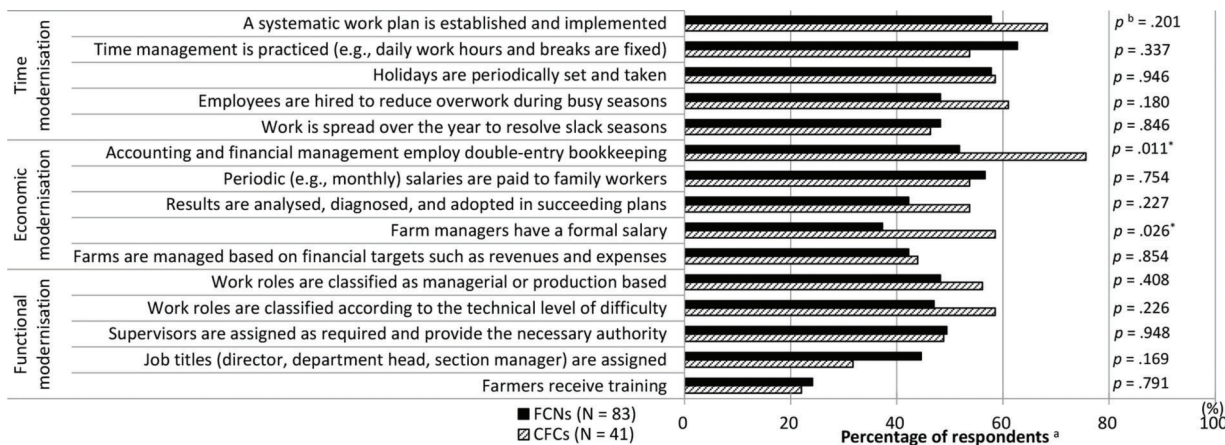 Time modernisation
A systematic work plan is established and implemented p ᵇ = .201
Time management is practiced (e.g., daily work hours and breaks are fixed) p = .337
Holidays are periodically set and taken p = .946
Employees are hired to reduce overwork during busy seasons p = .180
Work is spread over the year to resolve slack seasons p = .846
Economic modernisation
Accounting and financial management employ double-entry bookkeeping p = .011*
Periodic (e.g., monthly) salaries are paid to family workers p = .754
Results are analysed, diagnosed, and adopted in succeeding plans p = .227
Farm managers have a formal salary p = .026*
Farms are managed based on financial targets such as revenues and expenses p = .854
Functional modernisation
Work roles are classified as managerial or production based p = .408
Work roles are classified according to the technical level of difficulty p = .226
Supervisors are assigned as required and provide the necessary authority p = .948
Job titles (director, department head, section manager) are assigned p = .169
Farmers receive training p = .791
0 20 40 60 80 100 (%)
FCNs (N = 83)
CFCs (N = 41)
Percentage of respondents ᵃ